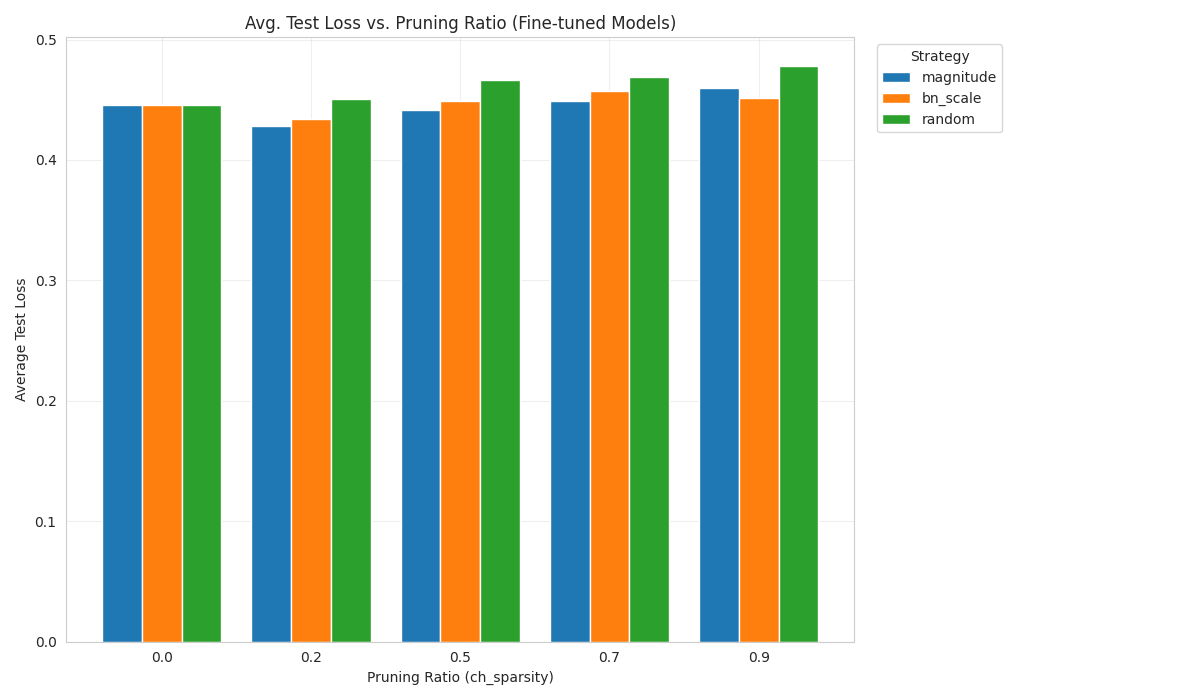 Avg. Test Loss vs. Pruning Ratio (Fine-tuned Models)
Strategy
magnitude
bn_scale
random
Average Test Loss
0.5
0.4
0.3
0.2
0.1
0.0
0.0 0.2 0.5 0.7 0.9
Pruning Ratio (ch_sparsity)